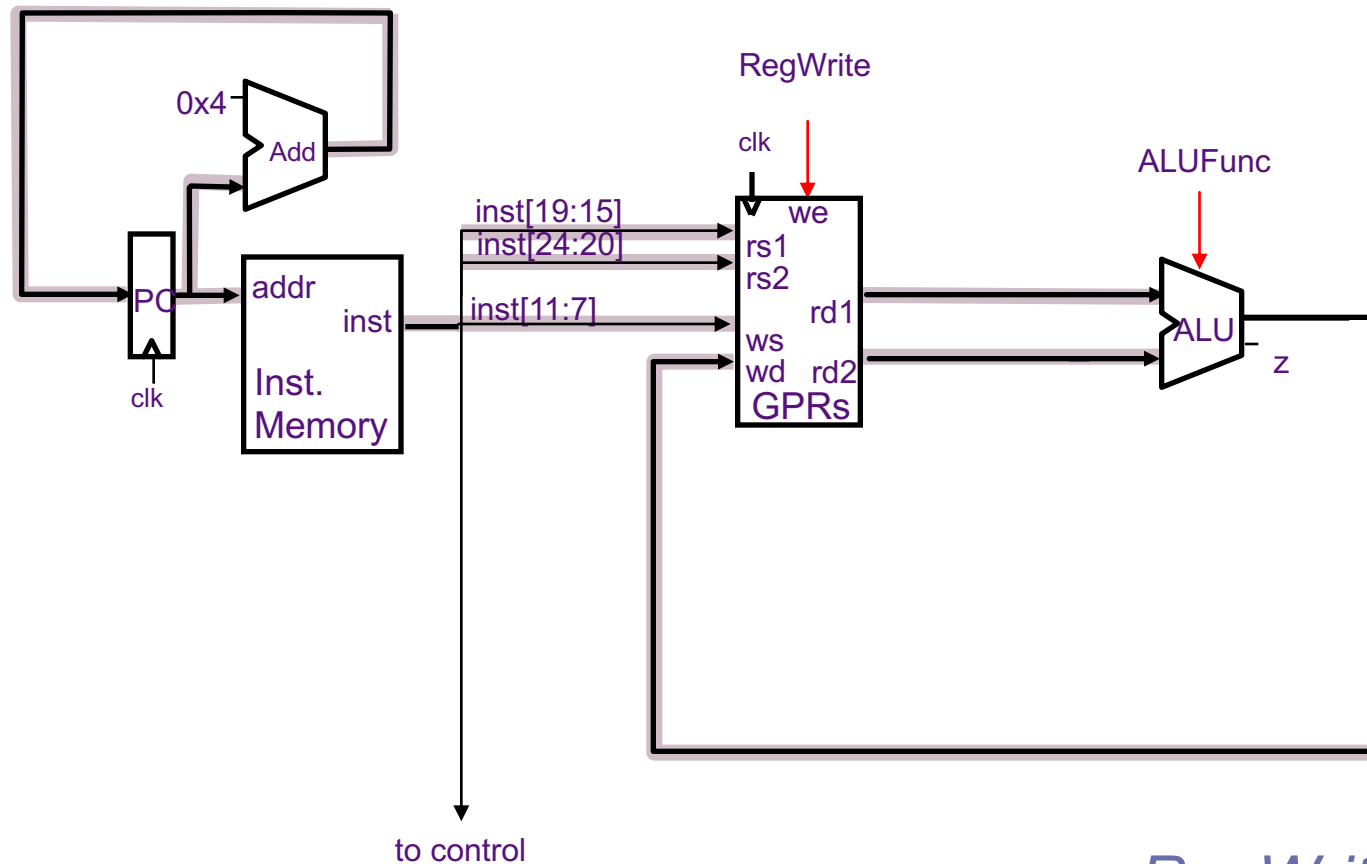 RegWrite
0x4
Add
clk
ALUFunc
inst[19:15]
we
inst[24:20]
rs1
rs2
PC
addr
inst
inst[11:7]
rd1
ALU
ws
z
wd
rd2
clk
Inst.
Memory
GPRs
to control